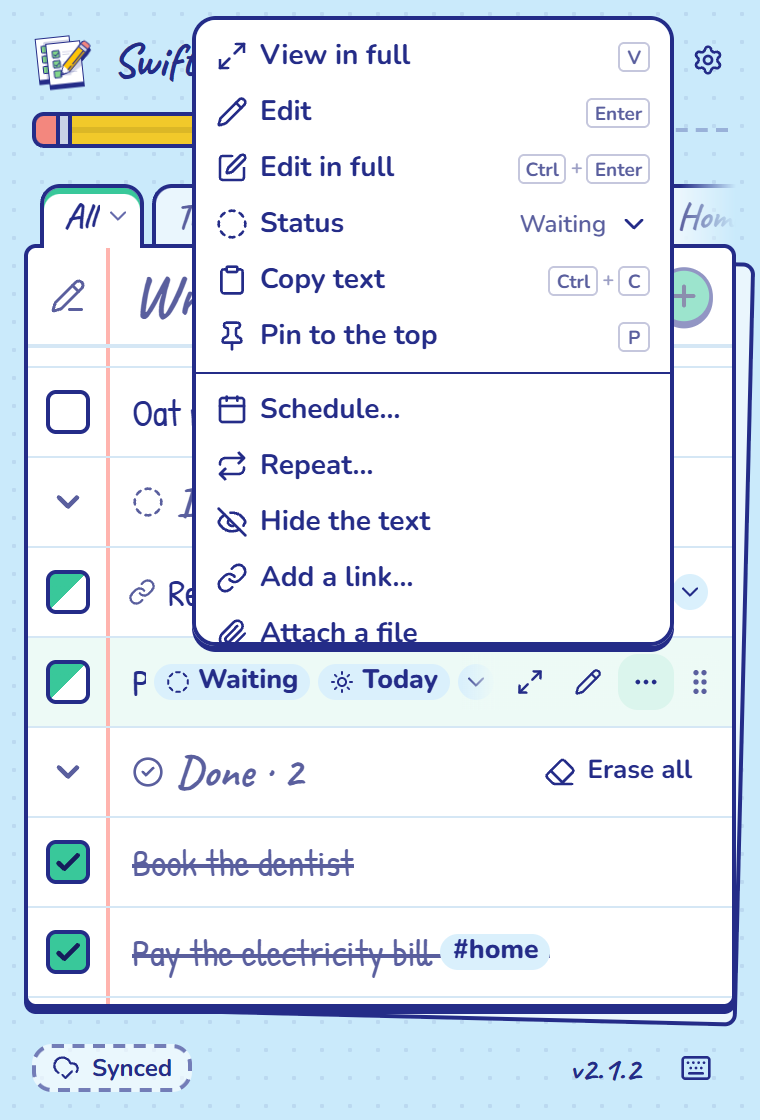 Swift
View in full V
Edit Enter
Edit in full Ctrl + Enter
Status Waiting
Copy text Ctrl + C
Pin to the top P
Schedule...
Repeat...
Hide the text
Add a link...
Attach a file
All
Hom
Oat
Re
P Waiting Today
Done · 2 Erase all
Book the dentist
Pay the electricity bill #home
Synced v2.1.2